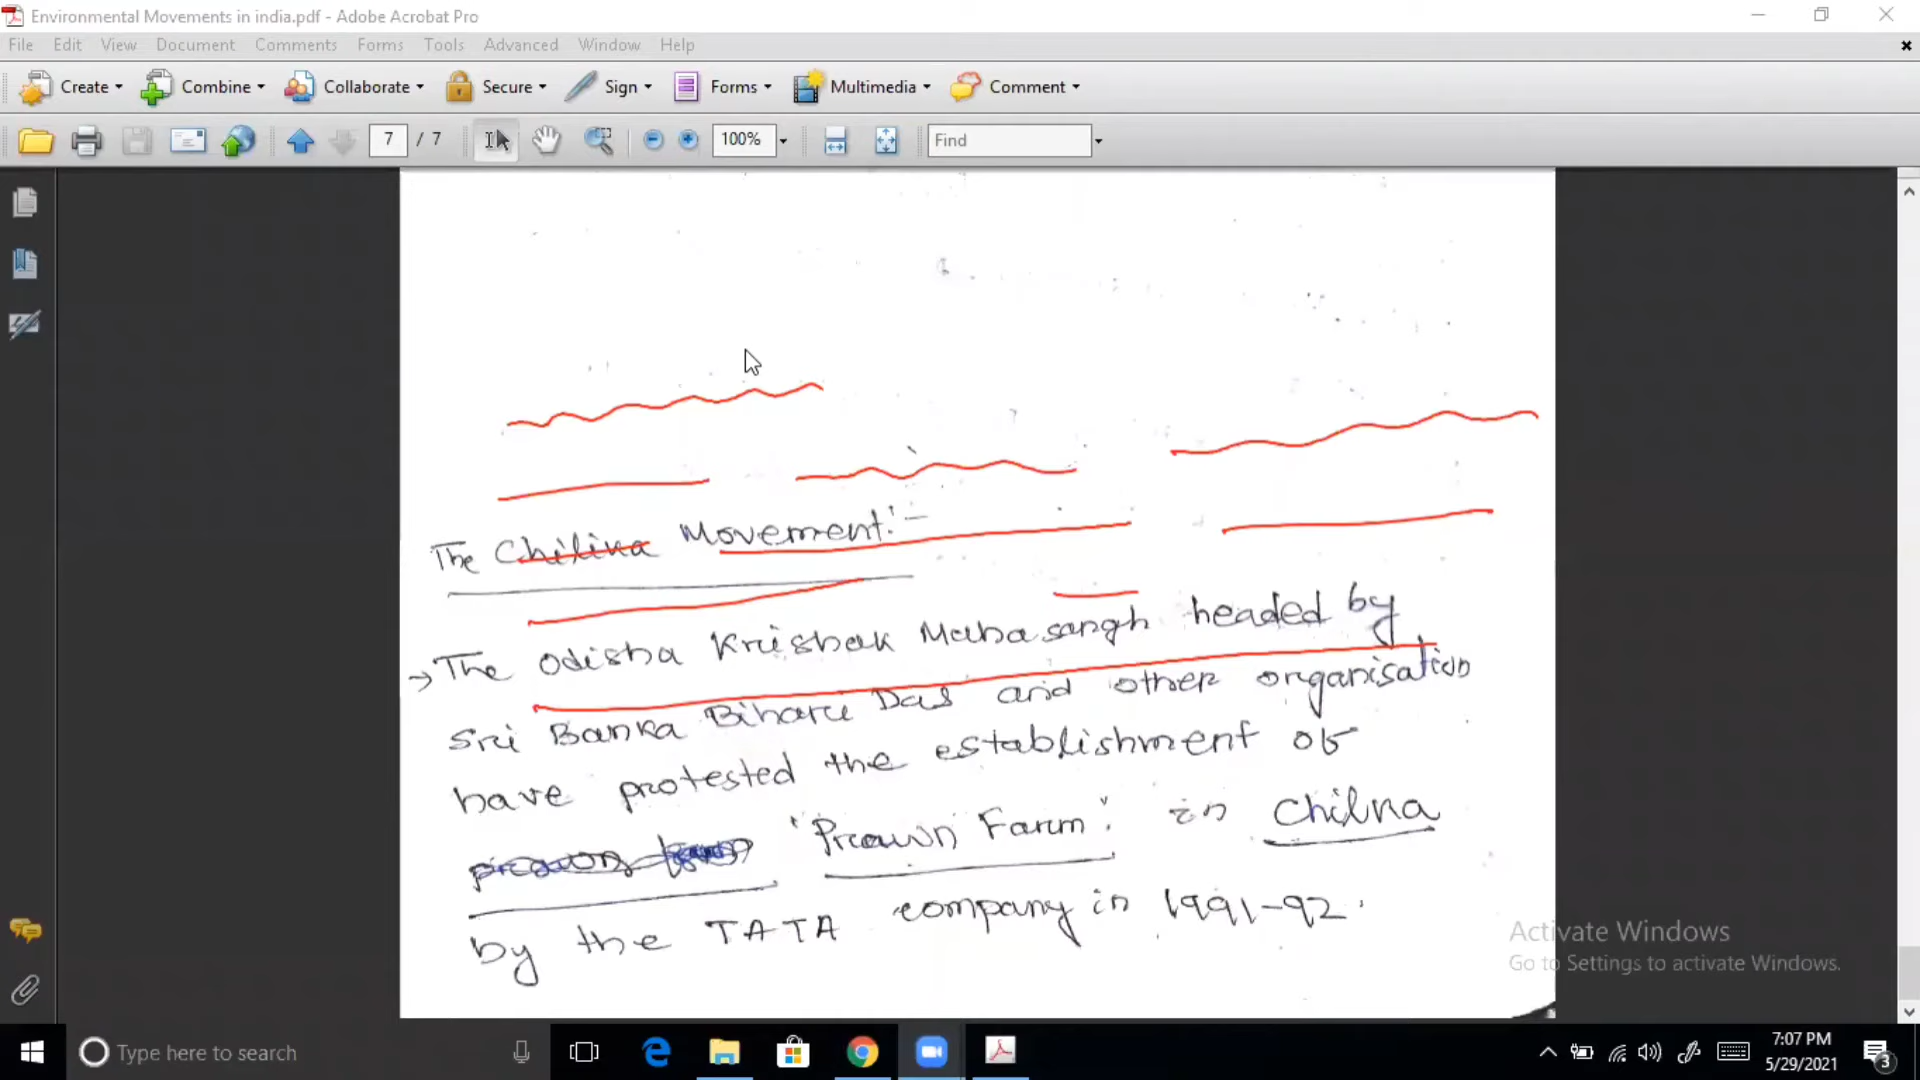 Environmental Movements in india.pdf - Adobe Acrobat Pro
File Edit View Document Comments Forms Tools Advanced Window Help
Create Combine Collaborate Secure Sign Forms Multimedia Comment
7 / 7 100% Find
The Chilika Movement:-
→ The Odisha Krishak Mahasangh headed by
Sri Banka Bihari Das and other organisation
have protested the establishment of
"Prawn Farm". in Chilka
by the TATA company in 1991-92.
Activate Windows
Go to Settings to activate Windows.
Type here to search
7:07 PM
5/29/2021
3